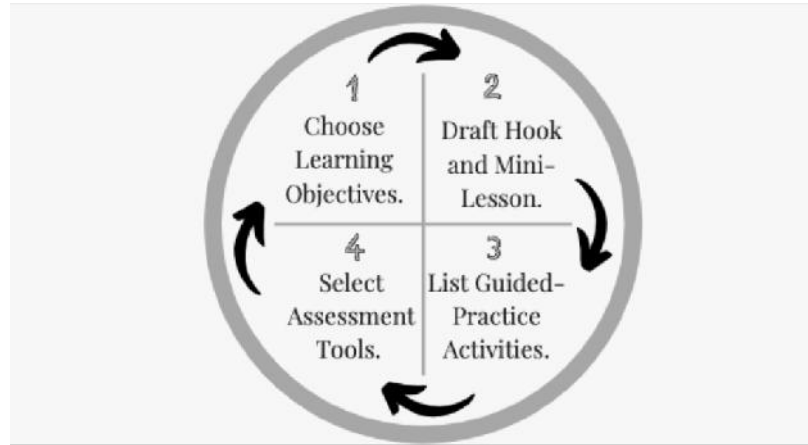 1
Choose
Learning
Objectives.
2
Draft Hook
and Mini-
Lesson.
3
List Guided-
Practice
Activities.
4
Select
Assessment
Tools.